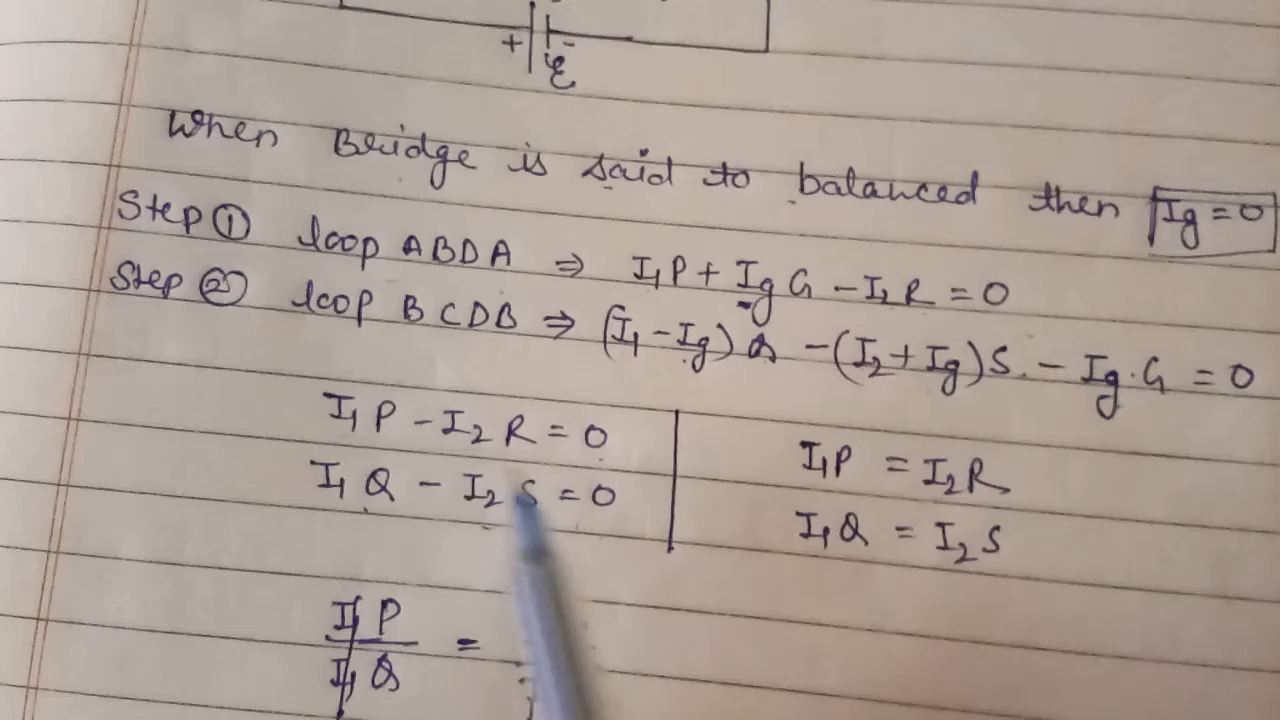 + -
ε
When Bridge is said to balanced then Ig = 0
Step ① loop ABDA ⇒ I₁P + IgG - I₂R = 0
Step ② loop BCDB ⇒ (I₁ - Ig)Q - (I₂ + Ig)S - Ig.G = 0
I₁P - I₂R = 0
I₁Q - I₂S = 0
I₁P = I₂R
I₁Q = I₂S
I₁P
I₁Q =